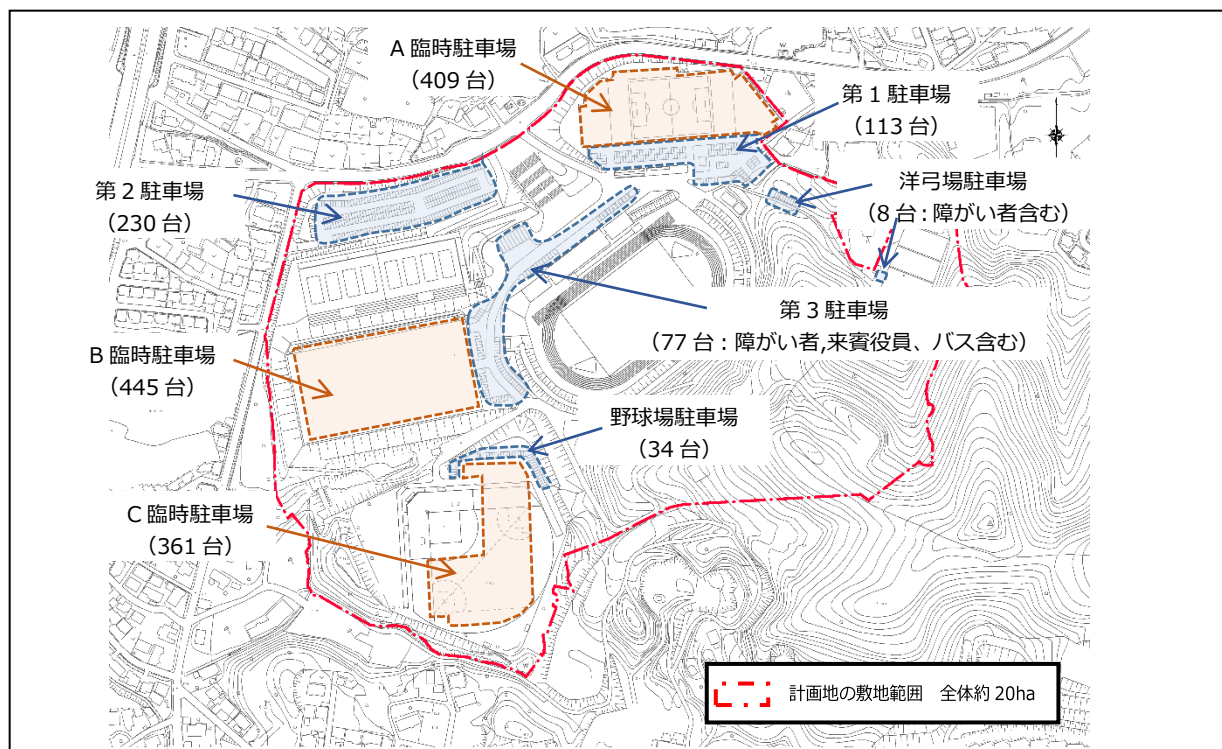 A 臨時駐車場
（409 台）
第１駐車場
（113 台）
第２駐車場
（230 台）
洋弓場駐車場
（8 台：障がい者含む）
第３駐車場
（77 台：障がい者,来賓役員、バス含む）
B 臨時駐車場
（445 台）
野球場駐車場
（34 台）
C 臨時駐車場
（361 台）
計画地の敷地範囲　全体約 20ha